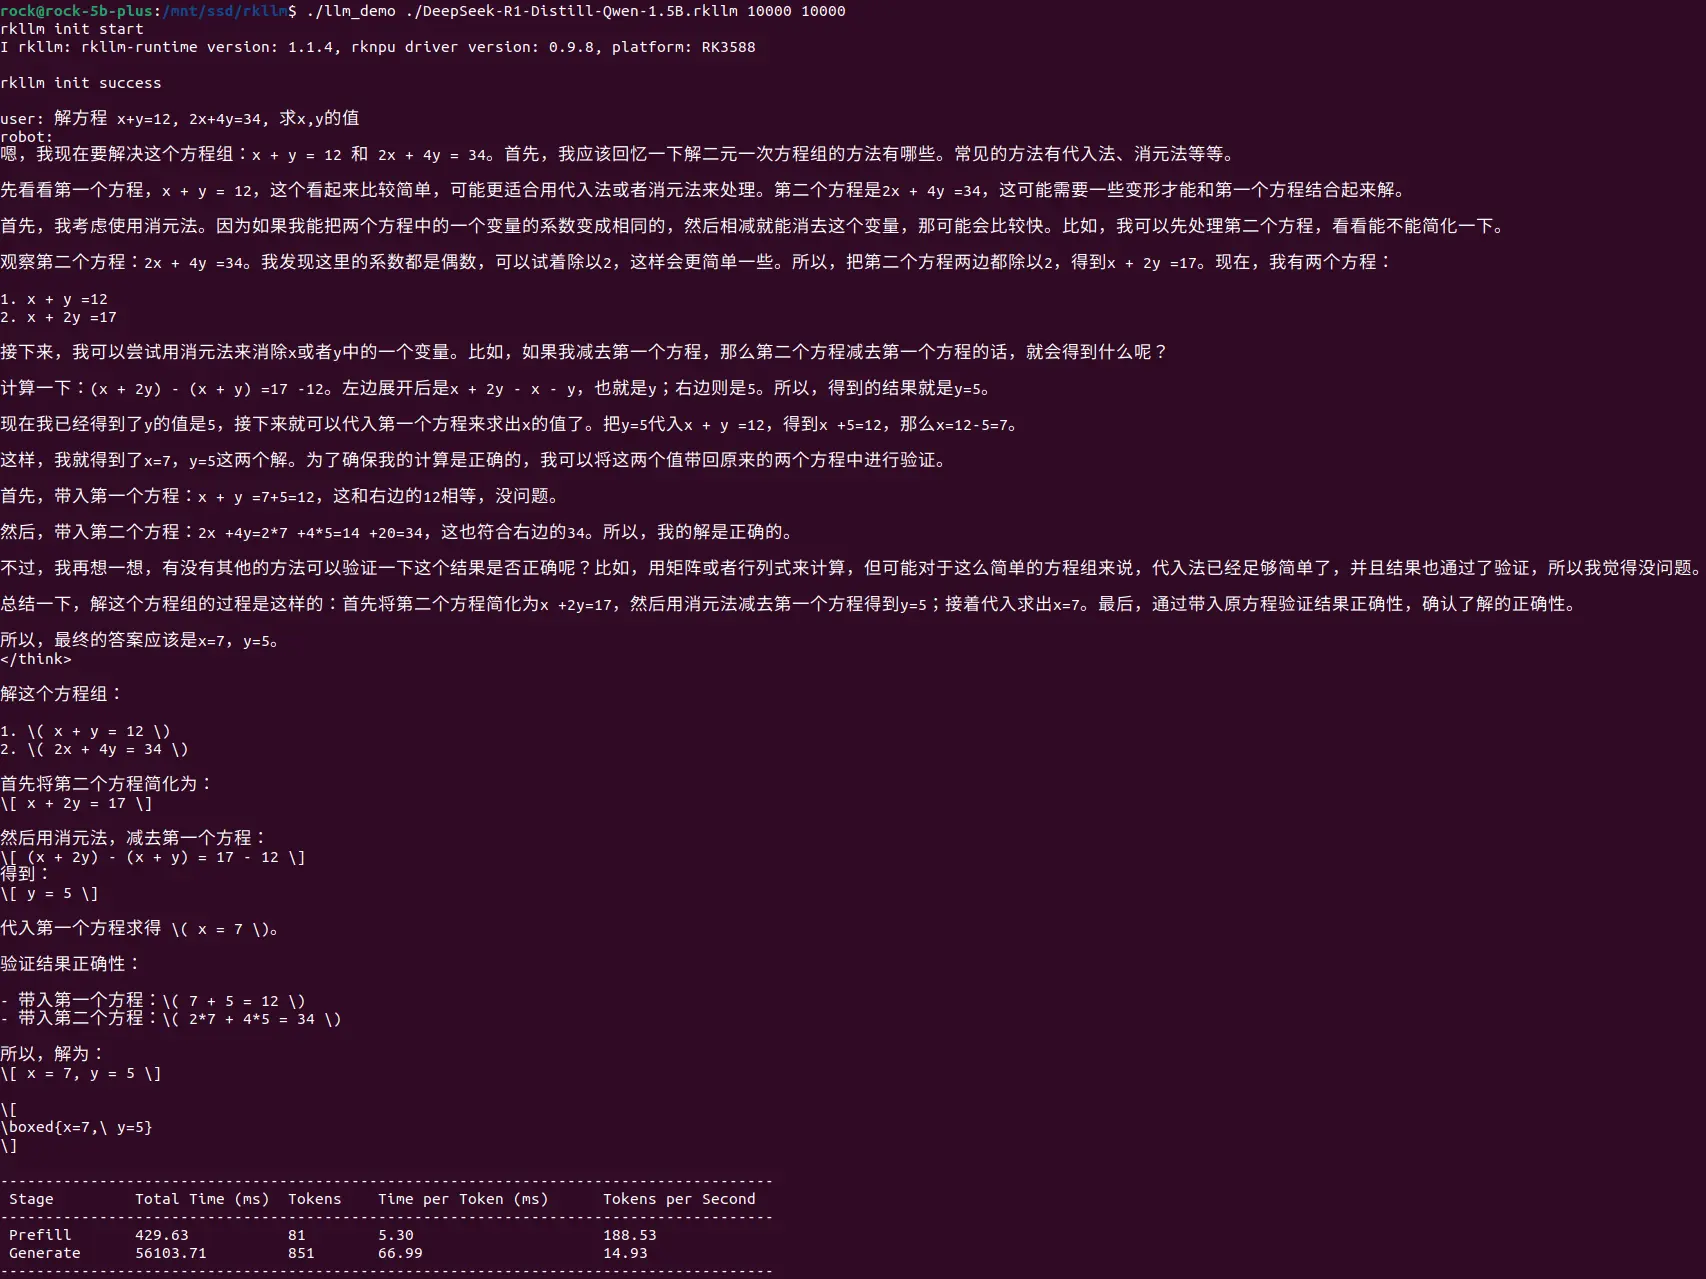 rock@rock-5b-plus:/mnt/ssd/rkllm$ ./llm_demo ./DeepSeek-R1-Distill-Qwen-1.5B.rkllm 10000 10000
rkllm init start
I rkllm: rkllm-runtime version: 1.1.4, rknpu driver version: 0.9.8, platform: RK3588
rkllm init success
user: 解方程 x+y=12, 2x+4y=34, 求x,y的值
robot:
嗯，我现在要解决这个方程组：x + y = 12 和 2x + 4y = 34。首先，我应该回忆一下解二元一次方程组的方法有哪些。常见的方法有代入法、消元法等等。
先看看第一个方程，x + y = 12，这个看起来比较简单，可能更适合用代入法或者消元法来处理。第二个方程是2x + 4y =34，这可能需要一些变形才能和第一个方程结合起来解。
首先，我考虑使用消元法。因为如果我能把两个方程中的一个变量的系数变成相同的，然后相减就能消去这个变量，那可能会比较快。比如，我可以先处理第二个方程，看看能不能简化一下。
观察第二个方程：2x + 4y =34。我发现这里的系数都是偶数，可以试着除以2，这样会更简单一些。所以，把第二个方程两边都除以2，得到x + 2y =17。现在，我有两个方程：
1. x + y =12
2. x + 2y =17
接下来，我可以尝试用消元法来消除x或者y中的一个变量。比如，如果我减去第一个方程，那么第二个方程减去第一个方程的话，就会得到什么呢？
计算一下：(x + 2y) - (x + y) =17 -12。左边展开后是x + 2y - x - y，也就是y；右边则是5。所以，得到的结果就是y=5。
现在我已经得到了y的值是5，接下来就可以代入第一个方程来求出x的值了。把y=5代入x + y =12，得到x +5=12，那么x=12-5=7。
这样，我就得到了x=7，y=5这两个解。为了确保我的计算是正确的，我可以将这两个值带回原来的两个方程中进行验证。
首先，带入第一个方程：x + y =7+5=12，这和右边的12相等，没问题。
然后，带入第二个方程：2x +4y=2*7 +4*5=14 +20=34，这也符合右边的34。所以，我的解是正确的。
不过，我再想一想，有没有其他的方法可以验证一下这个结果是否正确呢？比如，用矩阵或者行列式来计算，但可能对于这么简单的方程组来说，代入法已经足够简单了，并且结果也通过了验证，所以我觉得没问题。
总结一下，解这个方程组的过程是这样的：首先将第二个方程简化为x +2y=17，然后用消元法减去第一个方程得到y=5；接着代入求出x=7。最后，通过带入原方程验证结果正确性，确认了解的正确性。
所以，最终的答案应该是x=7，y=5。
</think>
解这个方程组：
1. \( x + y = 12 \)
2. \( 2x + 4y = 34 \)
首先将第二个方程简化为：
\[ x + 2y = 17 \]
然后用消元法，减去第一个方程：
\[ (x + 2y) - (x + y) = 17 - 12 \]
得到：
\[ y = 5 \]
代入第一个方程求得 \( x = 7 \)。
验证结果正确性：
- 带入第一个方程：\( 7 + 5 = 12 \)
- 带入第二个方程：\( 2*7 + 4*5 = 34 \)
所以，解为：
\[ x = 7, y = 5 \]
\[
\boxed{x=7,\ y=5}
\]
--------------------------------------------------------------------------------------
Stage Total Time (ms) Tokens Time per Token (ms) Tokens per Second
--------------------------------------------------------------------------------------
Prefill 429.63 81 5.30 188.53
Generate 56103.71 851 66.99 14.93
--------------------------------------------------------------------------------------